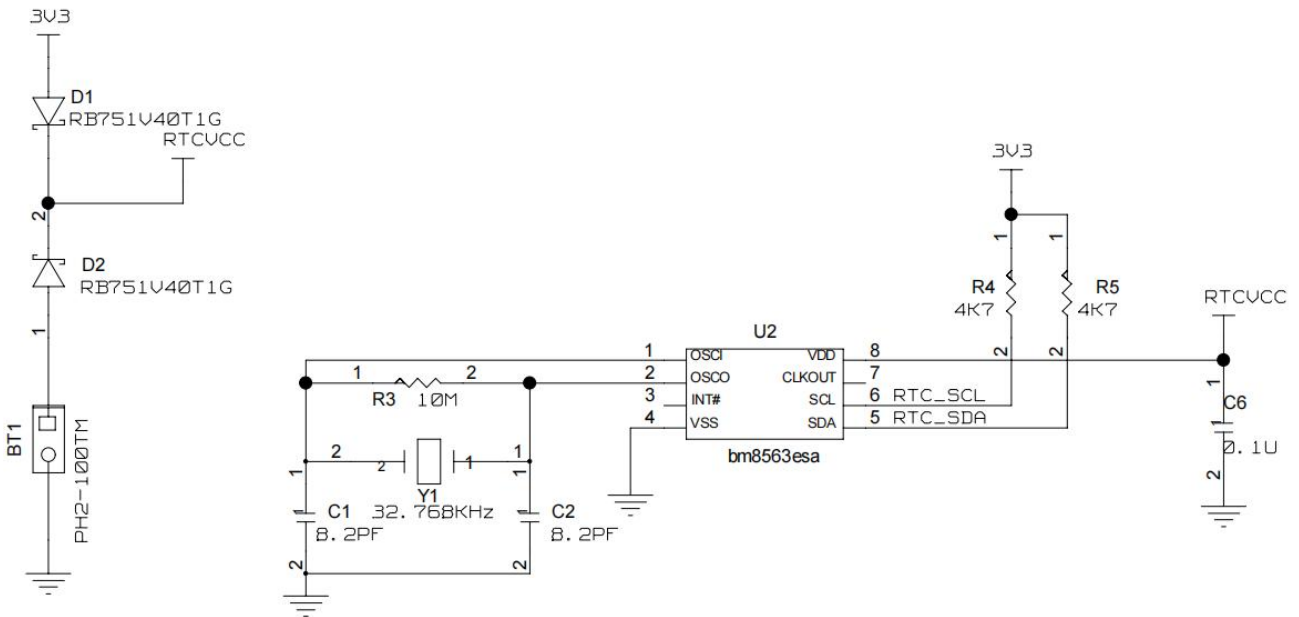 3V3
D1
RB751V40T1G
RTCVCC
2
D2
RB751V40T1G
1
BT1
PH2-100TM
3V3
1
1
R4
4K7
R5
4K7
2
2
RTCVCC
U2
1
OSCI
VDD
8
2
OSCO
CLKOUT
7
3
INT#
SCL
6
RTC_SCL
4
VSS
SDA
5
RTC_SDA
bm8563esa
1
2
R3
10M
2
2
1
1
Y1
32.768KHz
1
C1
8.2PF
2
1
C2
8.2PF
2
1
C6
0.1U
2